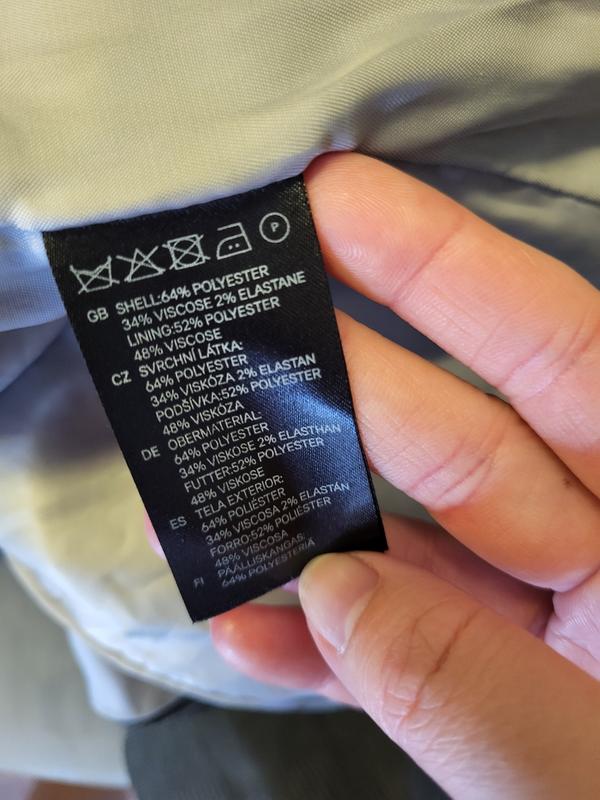 P
GB SHELL:64% POLYESTER
34% VISCOSE 2% ELASTANE
LINING:52% POLYESTER
48% VISCOSE
CZ SVRCHNÍ LÁTKA:
64% POLYESTER
34% VISKÓZA 2% ELASTAN
PODŠÍVKA:52% POLYESTER
48% VISKÓZA
DE OBERMATERIAL:
64% POLYESTER
34% VISKOSE 2% ELASTHAN
FUTTER:52% POLYESTER
48% VISKOSE
ES TELA EXTERIOR:
64% POLIÉSTER
34% VISCOSA 2% ELASTÁN
FORRO:52% POLIÉSTER
48% VISCOSA
FI PÄÄLLISKANGAS:
64% POLYESTERIÄ